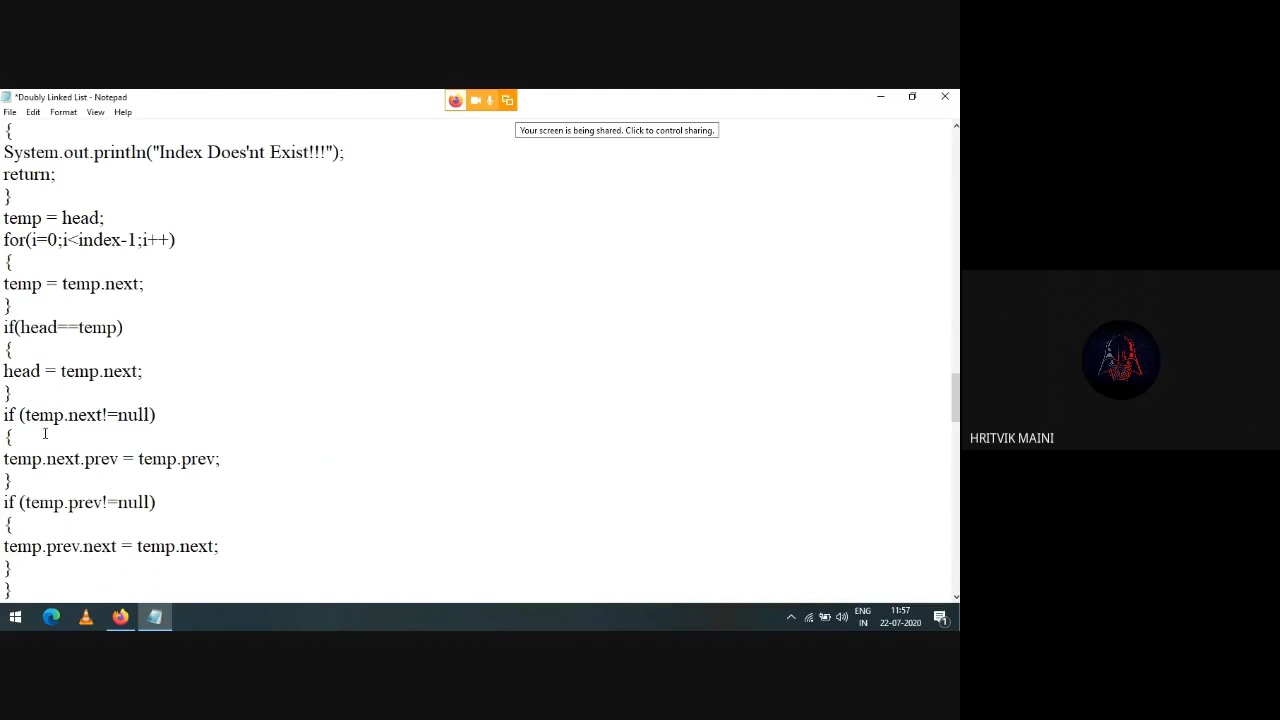 *Doubly Linked List - Notepad
File Edit Format View Help
Your screen is being shared. Click to control sharing.
{
System.out.println("Index Does'nt Exist!!!");
return;
}
temp = head;
for(i=0;i<index-1;i++)
{
temp = temp.next;
}
if(head==temp)
{
head = temp.next;
}
if (temp.next!=null)
{
temp.next.prev = temp.prev;
}
if (temp.prev!=null)
{
temp.prev.next = temp.next;
}
}
HRITVIK MAINI
ENG
IN
11:57
22-07-2020
1